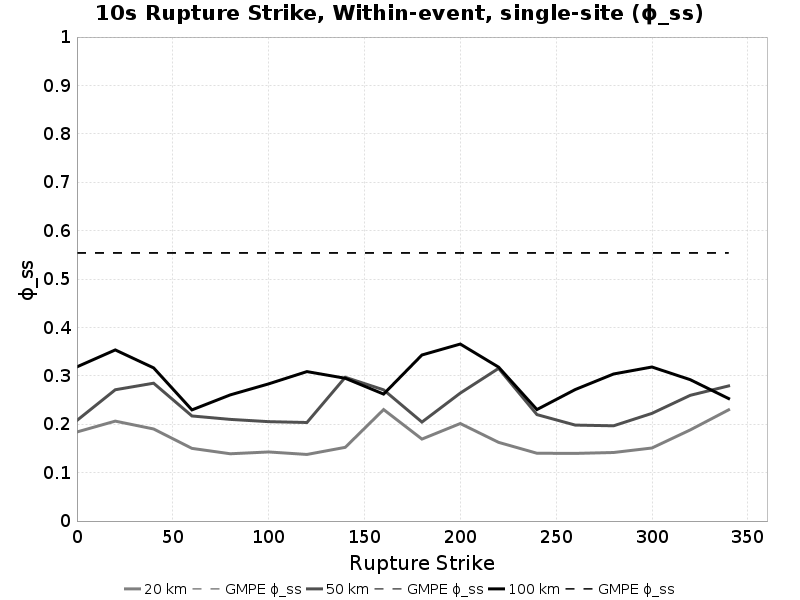 10s Rupture Strike, Within-event, single-site (ϕ_ss)
1
0.9
0.8
0.7
0.6
0.5
0.4
0.3
0.2
0.1
0
ϕ_ss
0 50 100 150 200 250 300 350
Rupture Strike
20 km GMPE ϕ_ss 50 km GMPE ϕ_ss 100 km GMPE ϕ_ss